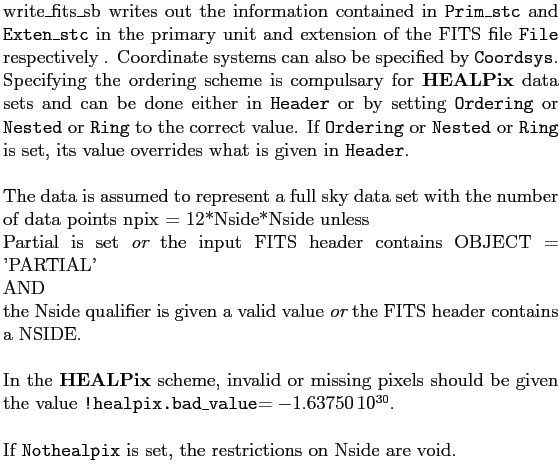 write_fits_sb writes out the information contained in Prim_stc and
Exten_stc in the primary unit and extension of the FITS file File
respectively . Coordinate systems can also be specified by Coordsys.
Specifying the ordering scheme is compulsary for HEALPix data
sets and can be done either in Header or by setting Ordering or
Nested or Ring to the correct value. If Ordering or Nested or Ring
is set, its value overrides what is given in Header.

The data is assumed to represent a full sky data set with the number
of data points npix = 12*Nside*Nside unless
Partial is set or the input FITS header contains OBJECT =
'PARTIAL'
AND
the Nside qualifier is given a valid value or the FITS header contains
a NSIDE.

In the HEALPix scheme, invalid or missing pixels should be given
the value !healpix.bad_value= −1.63750 10³⁰.

If Nothealpix is set, the restrictions on Nside are void.